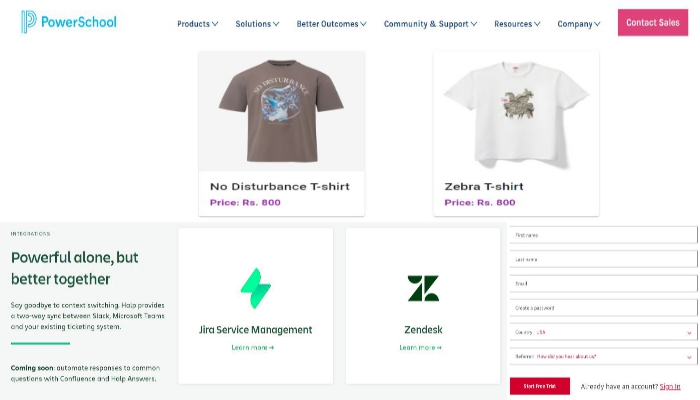 PowerSchool
Products Solutions Better Outcomes Community & Support Resources Company Contact Sales
NO DISTURBANCE
No Disturbance T-shirt
Price: Rs. 800
Zebra T-shirt
Price: Rs. 800
INTEGRATIONS
Powerful alone, but
better together
Say goodbye to context switching. Halp provides
a two-way sync between Slack, Microsoft Teams
and your existing ticketing system.
Coming soon: automate responses to common
questions with Confluence and Halp Answers.
Jira Service Management
Learn more →
Zendesk
Learn more →
First name
Last name
Email
Create a password
Country USA
Referrer How did you hear about us?
Start Free Trial Already have an account? Sign In